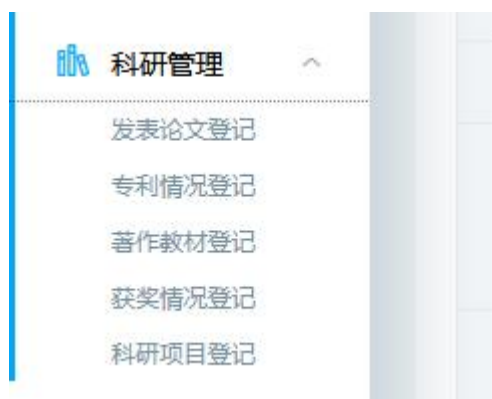 科研管理
发表论文登记
专利情况登记
著作教材登记
获奖情况登记
科研项目登记